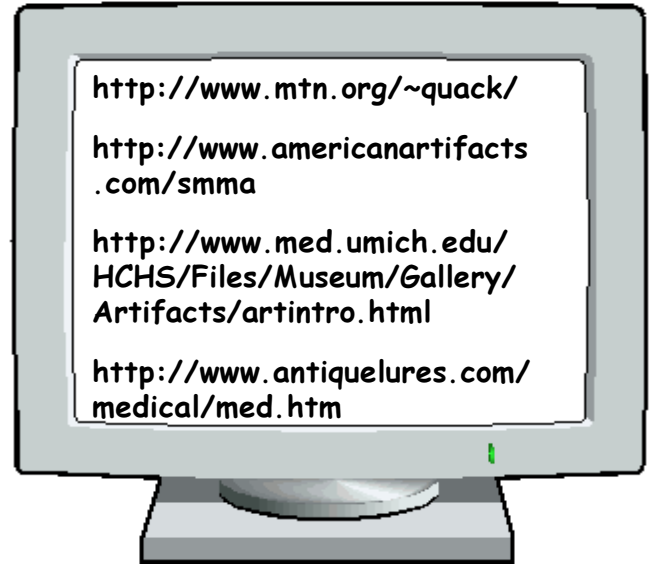 http://www.mtn.org/~quack/
http://www.americanartifacts
.com/smma
http://www.med.umich.edu/
HCHS/Files/Museum/Gallery/
Artifacts/artintro.html
http://www.antiquelures.com/
medical/med.htm